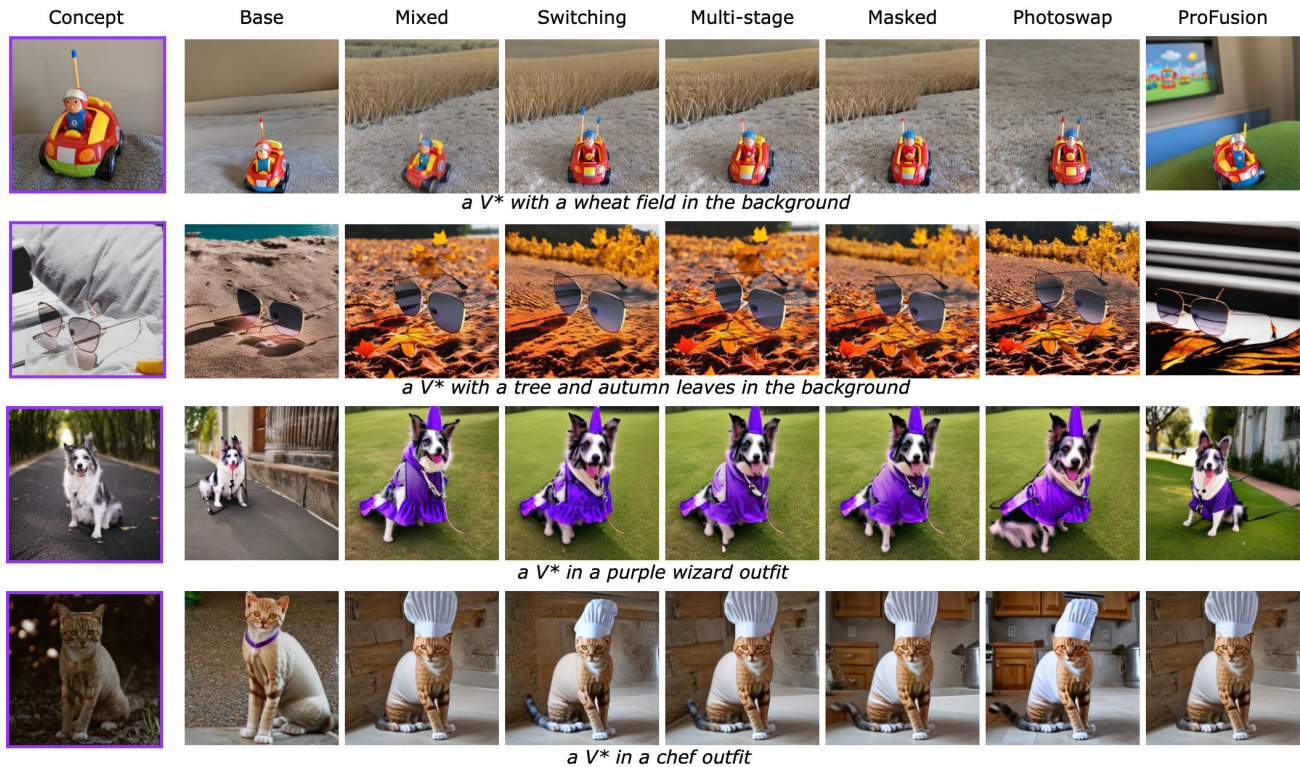 Concept Base Mixed Switching Multi-stage Masked Photoswap ProFusion
a V* with a wheat field in the background
a V* with a tree and autumn leaves in the background
a V* in a purple wizard outfit
a V* in a chef outfit